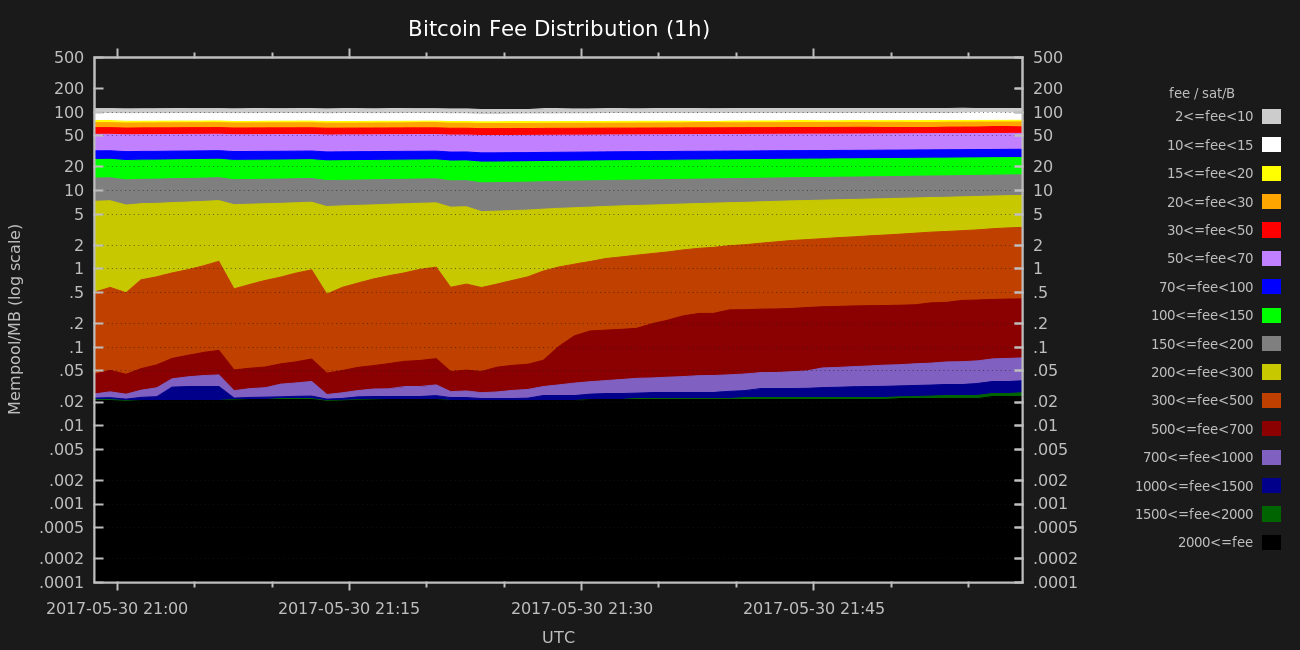 Bitcoin Fee Distribution (1h)
Mempool/MB (log scale)
500
200
100
50
20
10
5
2
1
.5
.2
.1
.05
.02
.01
.005
.002
.001
.0005
.0002
.0001
500
200
100
50
20
10
5
2
1
.5
.2
.1
.05
.02
.01
.005
.002
.001
.0005
.0002
.0001
2017-05-30 21:00 2017-05-30 21:15 2017-05-30 21:30 2017-05-30 21:45
UTC
fee / sat/B
2<=fee<10
10<=fee<15
15<=fee<20
20<=fee<30
30<=fee<50
50<=fee<70
70<=fee<100
100<=fee<150
150<=fee<200
200<=fee<300
300<=fee<500
500<=fee<700
700<=fee<1000
1000<=fee<1500
1500<=fee<2000
2000<=fee